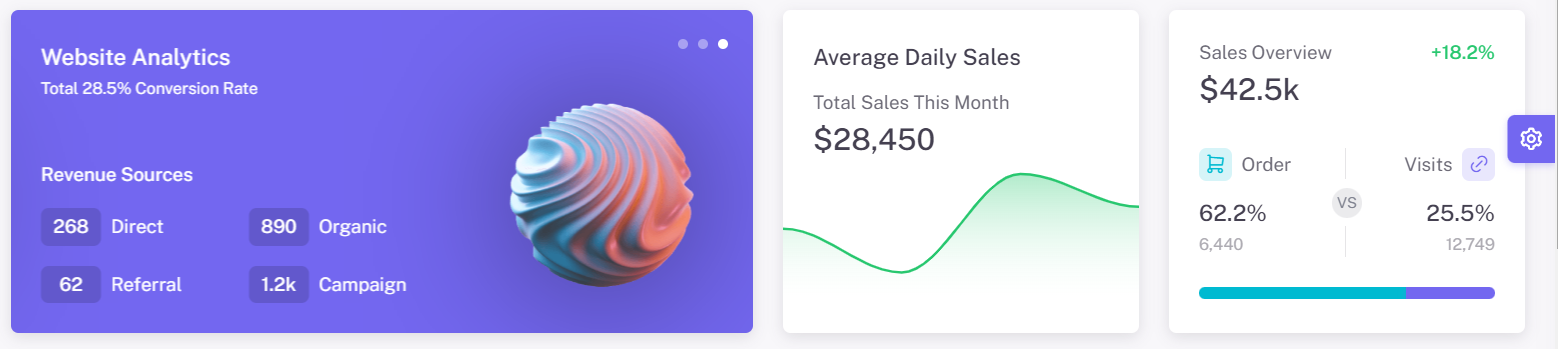 Website Analytics
Total 28.5% Conversion Rate
Revenue Sources
268 Direct
890 Organic
62 Referral
1.2k Campaign
Average Daily Sales
Total Sales This Month
$28,450
Sales Overview +18.2%
$42.5k
Order
Visits
VS
62.2% 25.5%
6,440 12,749